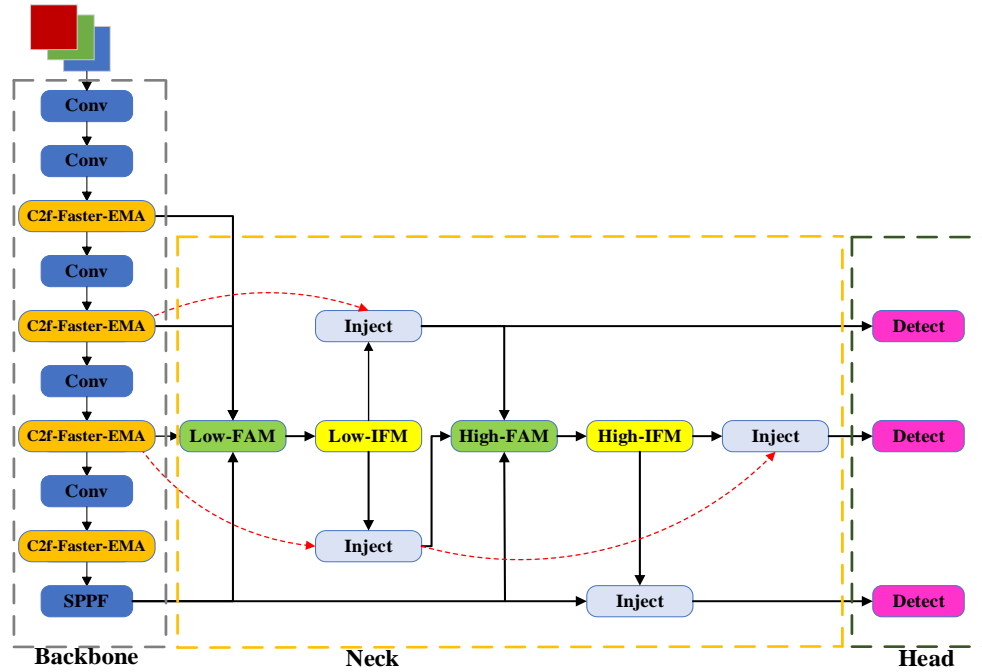 Conv
Conv
C2f-Faster-EMA
Conv
C2f-Faster-EMA
Inject
Detect
Conv
C2f-Faster-EMA
Low-FAM
Low-IFM
High-FAM
High-IFM
Inject
Detect
Conv
C2f-Faster-EMA
Inject
SPPF
Inject
Detect
Backbone
Neck
Head